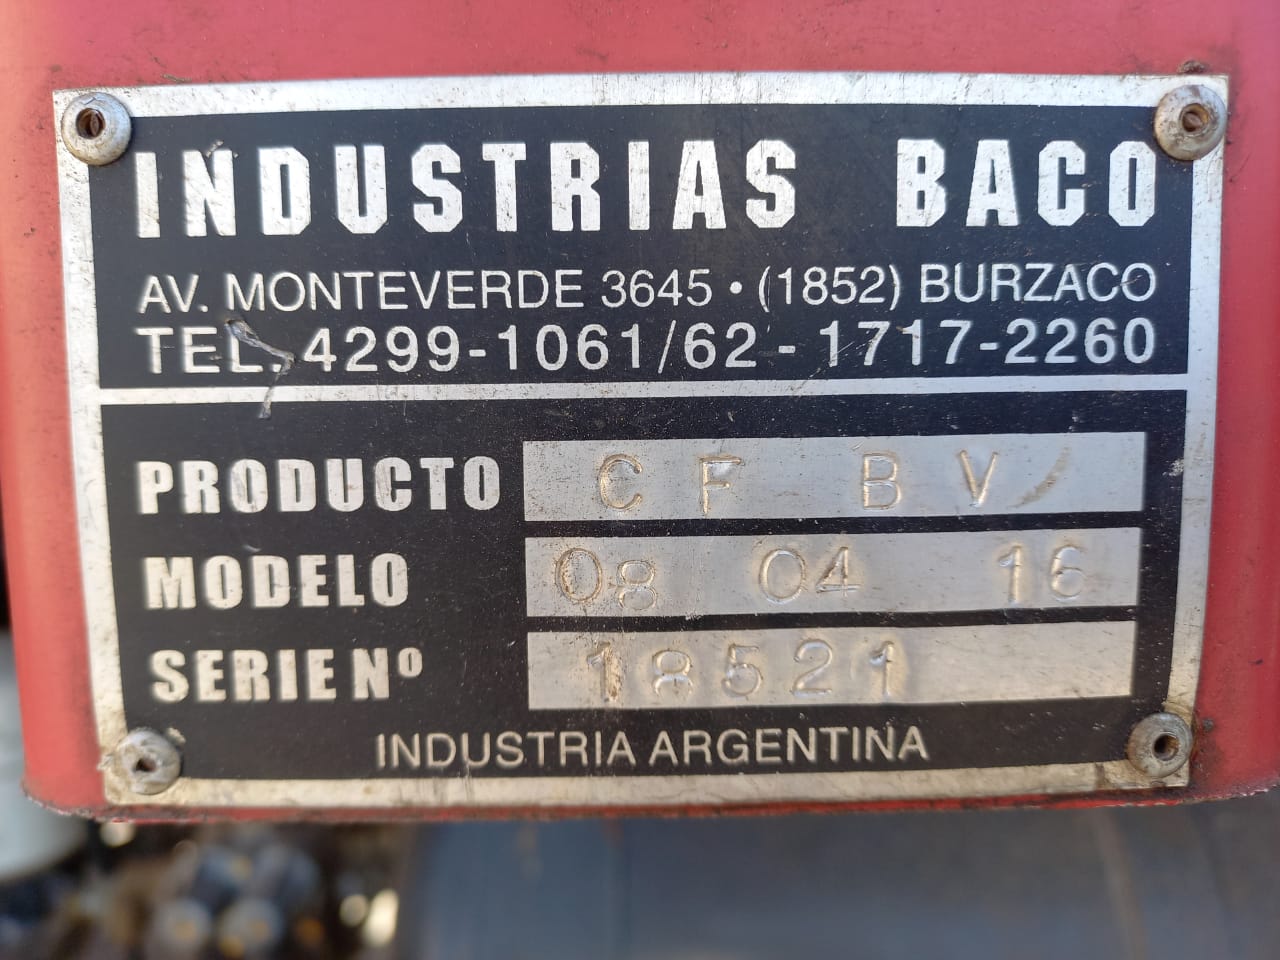 INDUSTRIAS BACO
AV. MONTEVERDE 3645 • (1852) BURZACO
TEL. 4299-1061/62 - 1717-2260
PRODUCTO C F B V
MODELO 08 04 16
SERIE Nº 18521
INDUSTRIA ARGENTINA